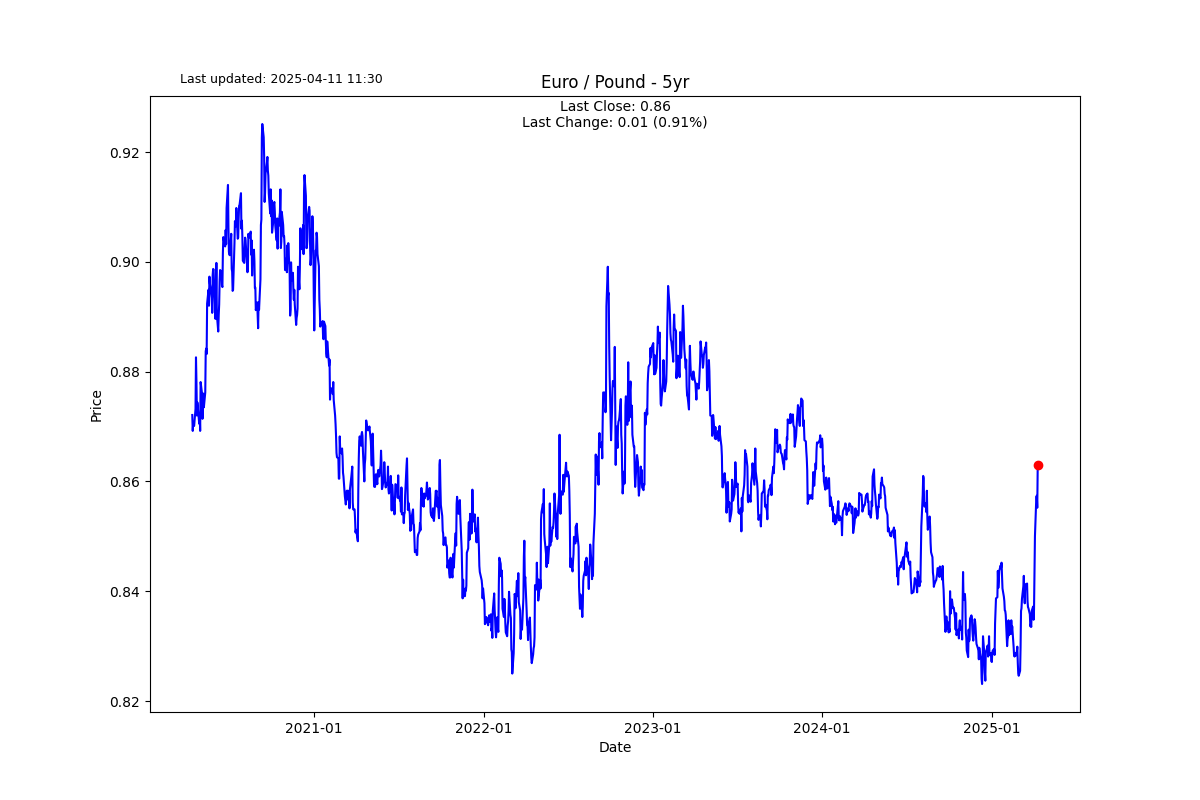 Last updated: 2025-04-11 11:30
Euro / Pound - 5yr
Last Close: 0.86
Last Change: 0.01 (0.91%)
0.92
0.90
0.88
0.86
0.84
0.82
Price
2021-01 2022-01 2023-01 2024-01 2025-01
Date